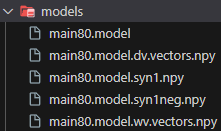 models
main80.model
main80.model.dv.vectors.npy
main80.model.syn1.npy
main80.model.syn1neg.npy
main80.model.wv.vectors.npy